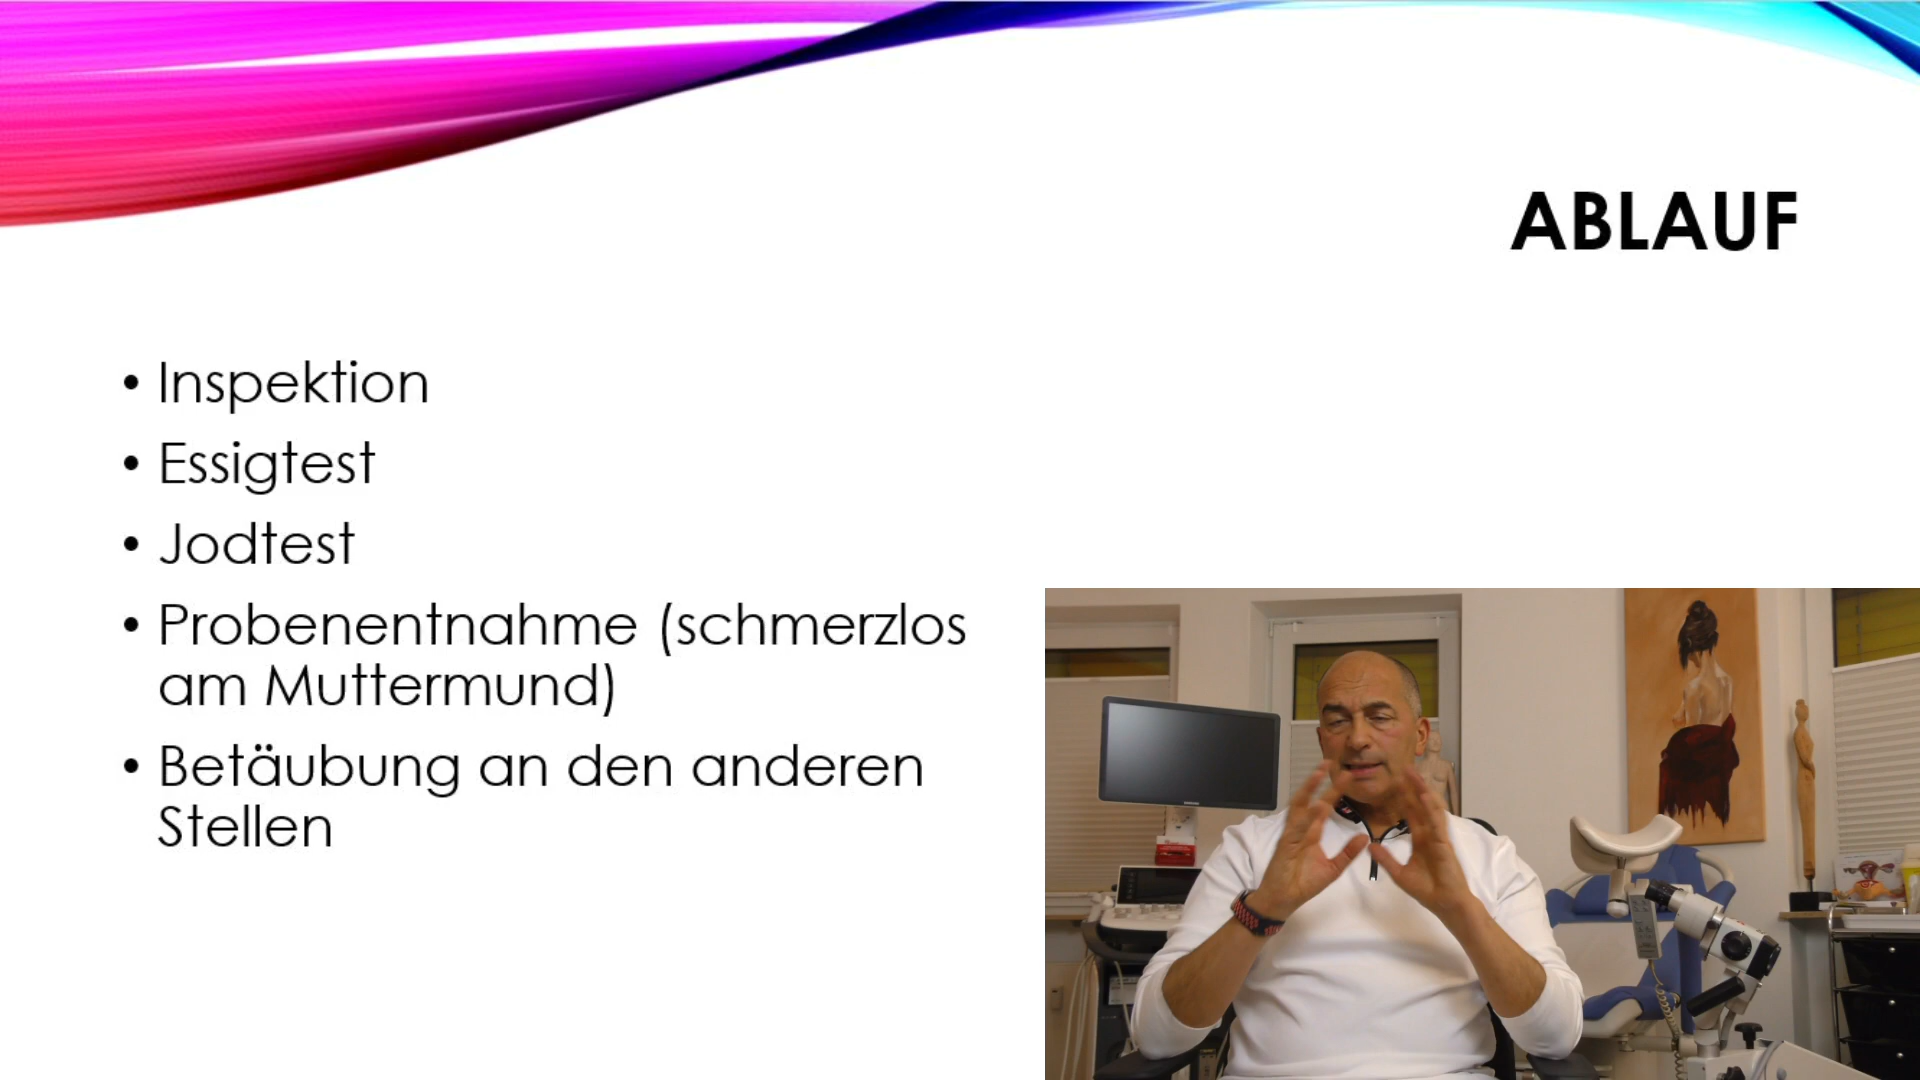 ABLAUF
• Inspektion
• Essigtest
• Jodtest
• Probenentnahme (schmerzlos
am Muttermund)
• Betäubung an den anderen
Stellen